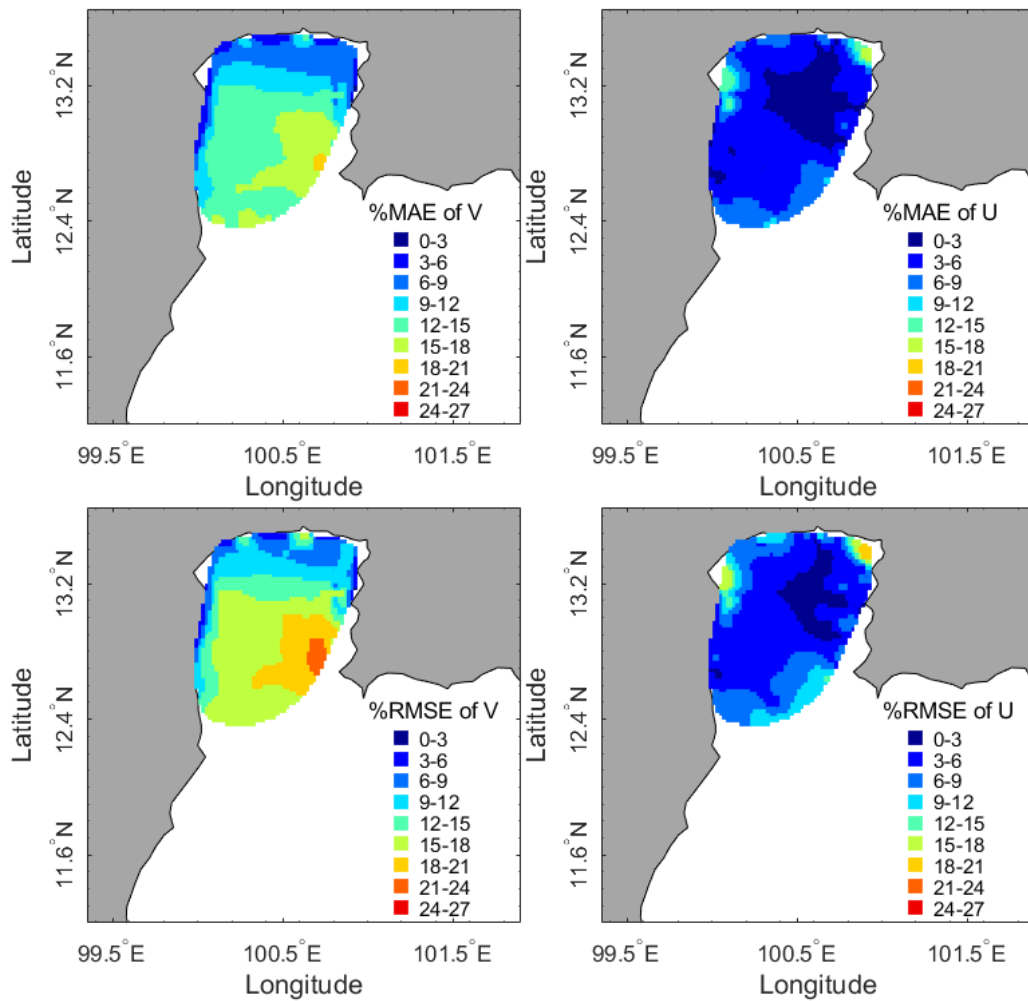 13.2°N
12.4°N
11.6°N
Latitude
%MAE of V
0-3
3-6
6-9
9-12
12-15
15-18
18-21
21-24
24-27
99.5°E 100.5°E 101.5°E
Longitude
13.2°N
12.4°N
11.6°N
Latitude
%MAE of U
0-3
3-6
6-9
9-12
12-15
15-18
18-21
21-24
24-27
99.5°E 100.5°E 101.5°E
Longitude
13.2°N
12.4°N
11.6°N
Latitude
%RMSE of V
0-3
3-6
6-9
9-12
12-15
15-18
18-21
21-24
24-27
99.5°E 100.5°E 101.5°E
Longitude
13.2°N
12.4°N
11.6°N
Latitude
%RMSE of U
0-3
3-6
6-9
9-12
12-15
15-18
18-21
21-24
24-27
99.5°E 100.5°E 101.5°E
Longitude